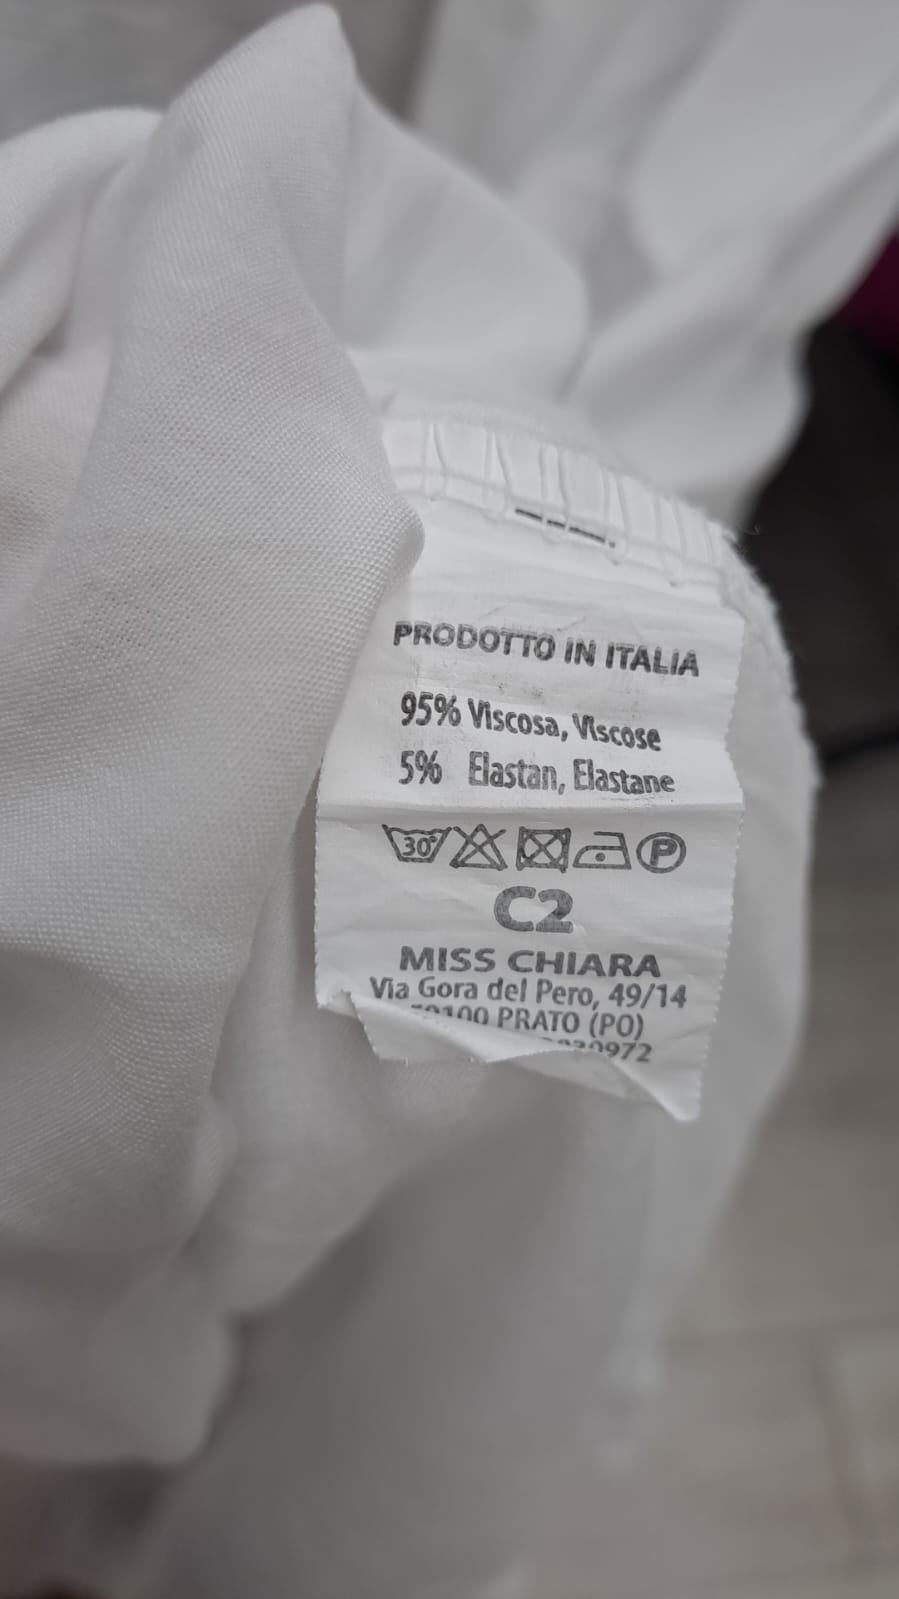 PRODOTTO IN ITALIA
95% Viscosa, Viscose
5% Elastan, Elastane
30°
P
C2
MISS CHIARA
Via Gora del Pero, 49/14
PRATO (PO)